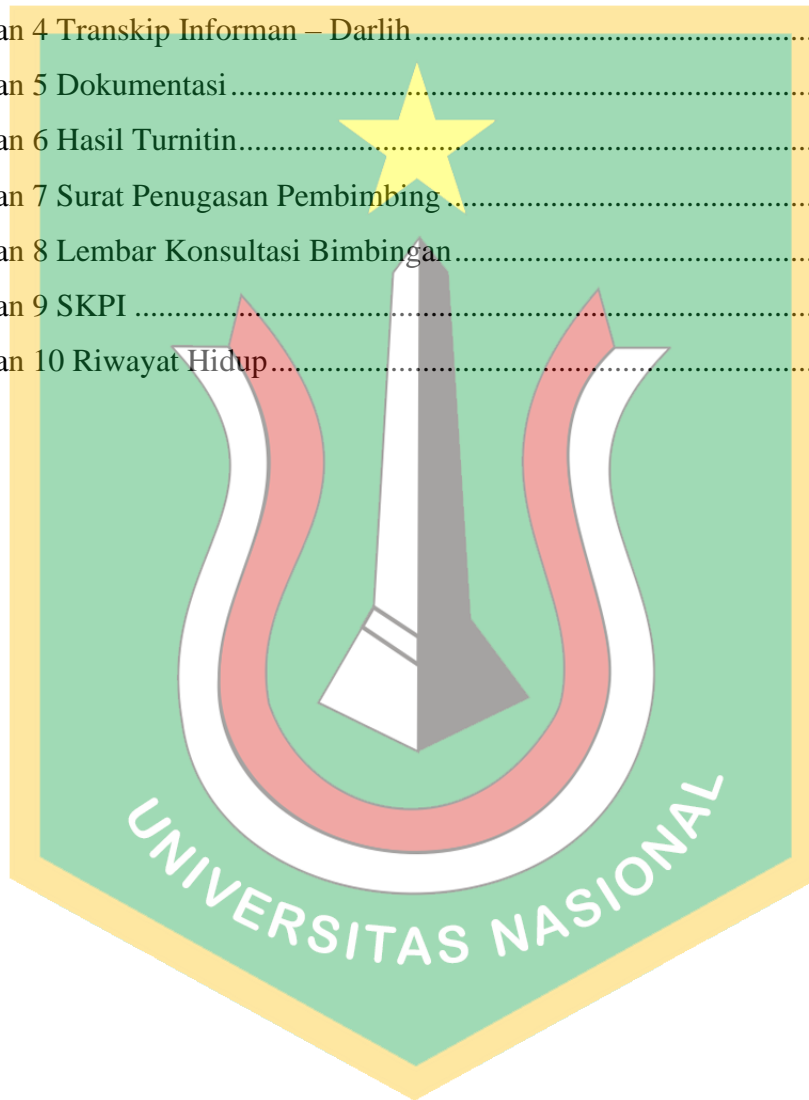 an 4 Transkip Informan – Darlih........................................................
an 5 Dokumentasi.................................................................................
an 6 Hasil Turnitin................................................................................
an 7 Surat Penugasan Pembimbing ....................................................
an 8 Lembar Konsultasi Bimbingan...................................................
an 9 SKPI .............................................................................................
an 10 Riwayat Hidup............................................................................
UNIVERSITAS NASIONAL